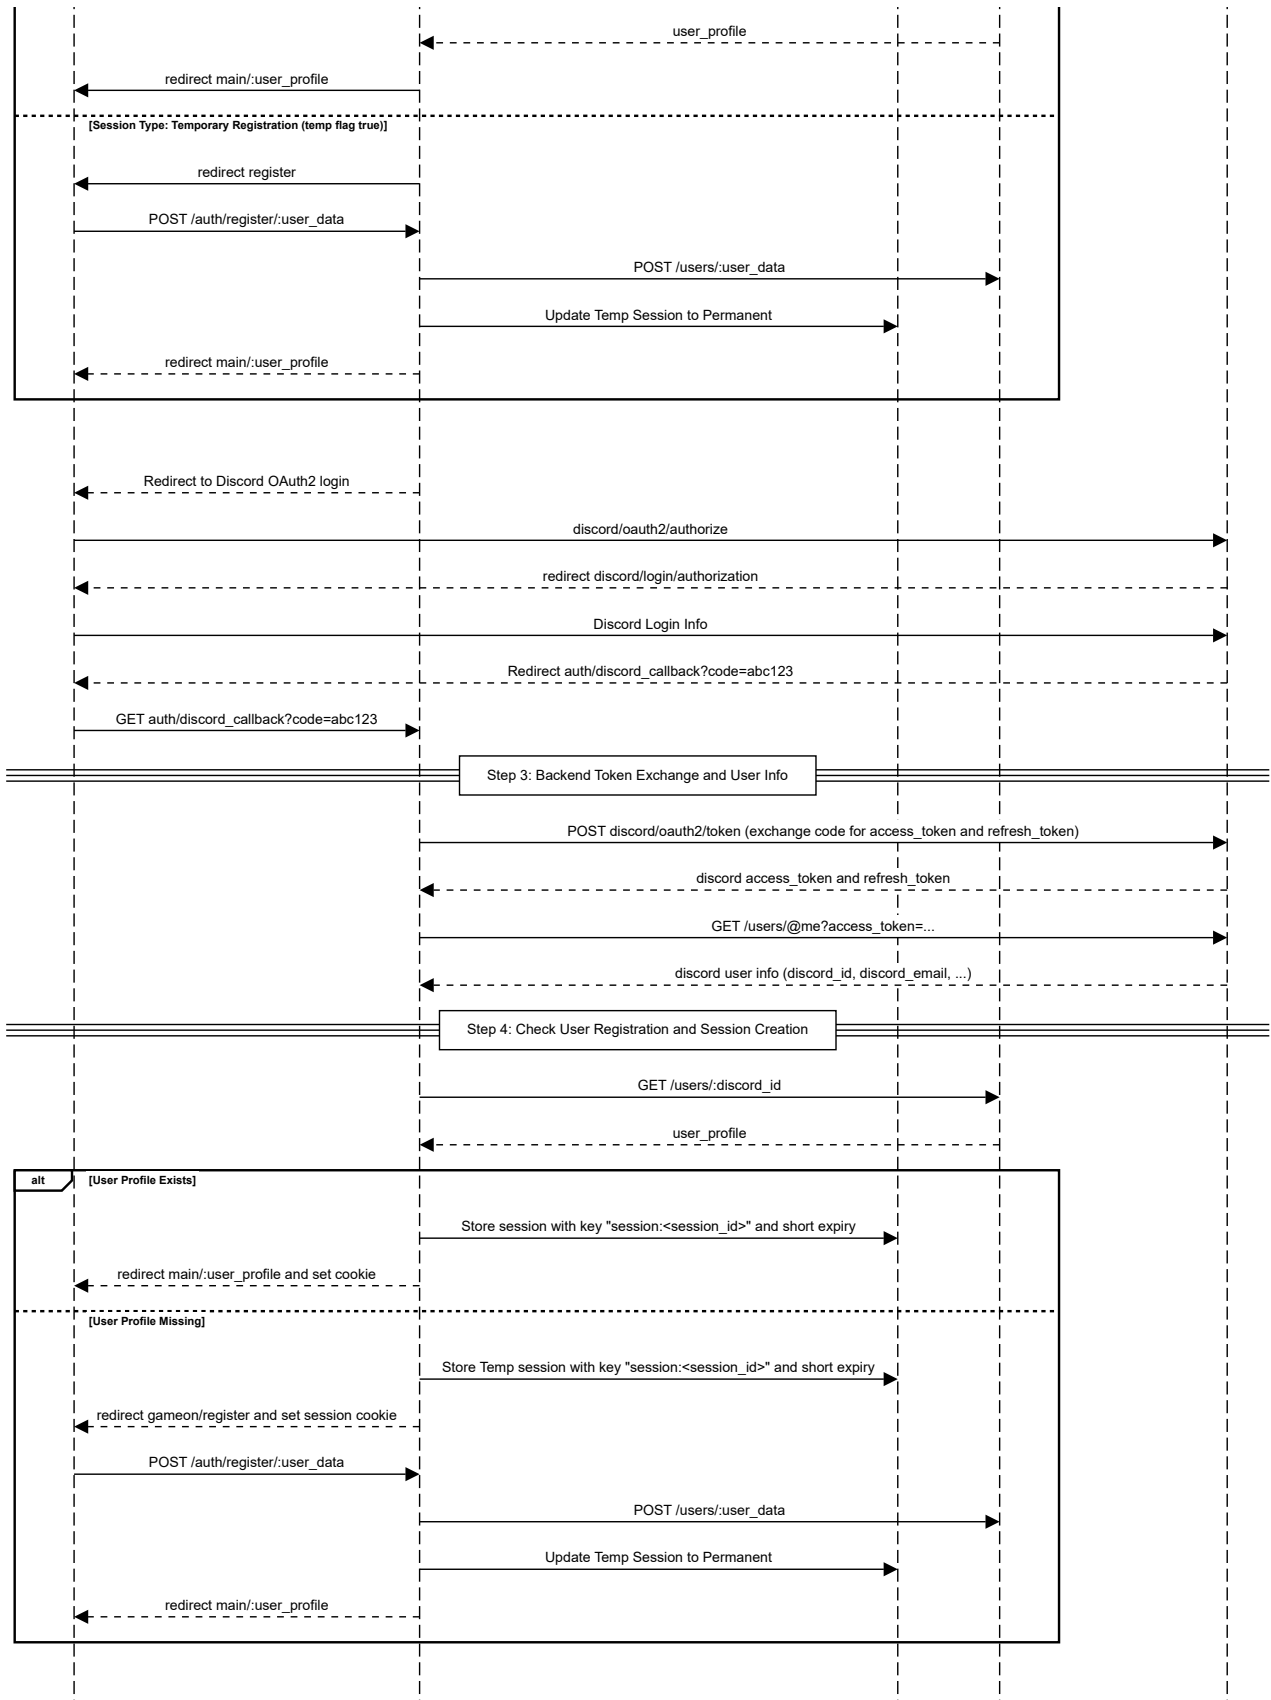 user_profile
redirect main/:user_profile
[Session Type: Temporary Registration (temp flag true)]
redirect register
POST /auth/register/:user_data
POST /users/:user_data
Update Temp Session to Permanent
redirect main/:user_profile
Redirect to Discord OAuth2 login
discord/oauth2/authorize
redirect discord/login/authorization
Discord Login Info
Redirect auth/discord_callback?code=abc123
GET auth/discord_callback?code=abc123
Step 3: Backend Token Exchange and User Info
POST discord/oauth2/token (exchange code for access_token and refresh_token)
discord access_token and refresh_token
GET /users/@me?access_token=...
discord user info (discord_id, discord_email, ...)
Step 4: Check User Registration and Session Creation
GET /users/:discord_id
user_profile
alt [User Profile Exists]
Store session with key "session:<session_id>" and short expiry
redirect main/:user_profile and set cookie
[User Profile Missing]
Store Temp session with key "session:<session_id>" and short expiry
redirect gameon/register and set session cookie
POST /auth/register/:user_data
POST /users/:user_data
Update Temp Session to Permanent
redirect main/:user_profile